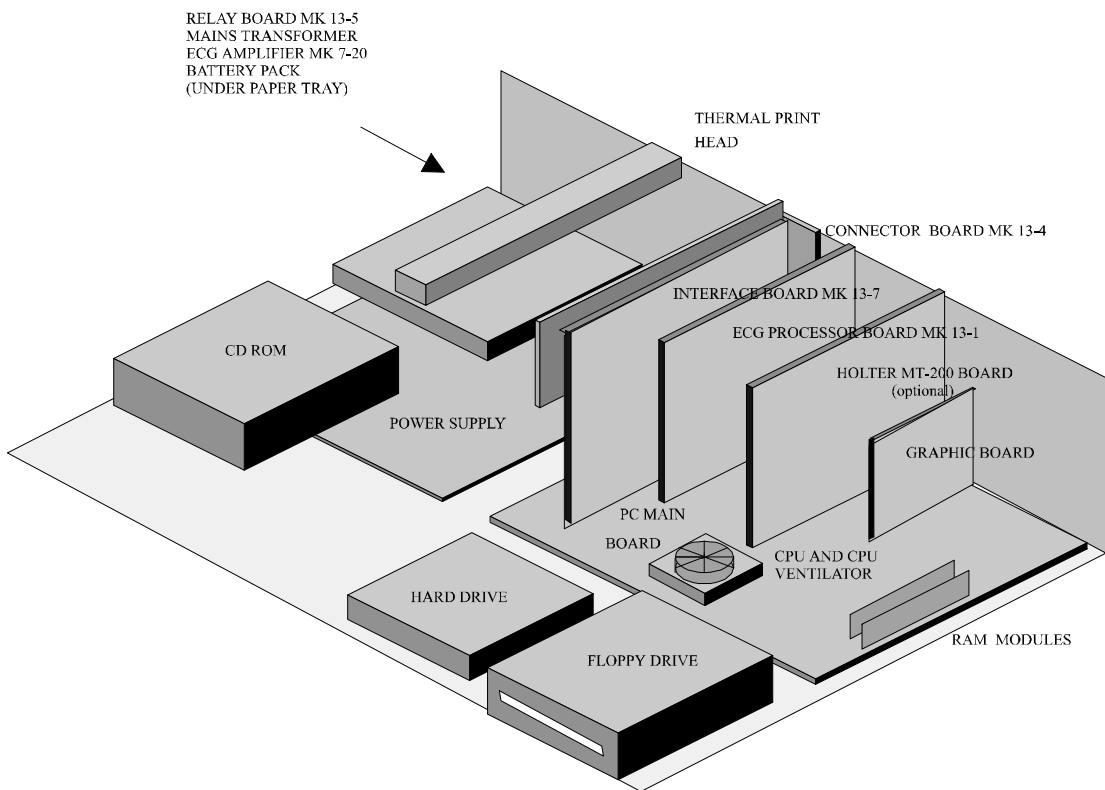 RELAY BOARD MK 13-5
MAINS TRANSFORMER
ECG AMPLIFIER MK 7-20
BATTERY PACK
(UNDER PAPER TRAY)
THERMAL PRINT
HEAD
CONNECTOR BOARD MK 13-4
INTERFACE BOARD MK 13-7
ECG PROCESSOR BOARD MK 13-1
CD ROM
HOLTER MT-200 BOARD
(optional)
POWER SUPPLY
GRAPHIC BOARD
PC MAIN
BOARD
CPU AND CPU
VENTILATOR
HARD DRIVE
RAM MODULES
FLOPPY DRIVE